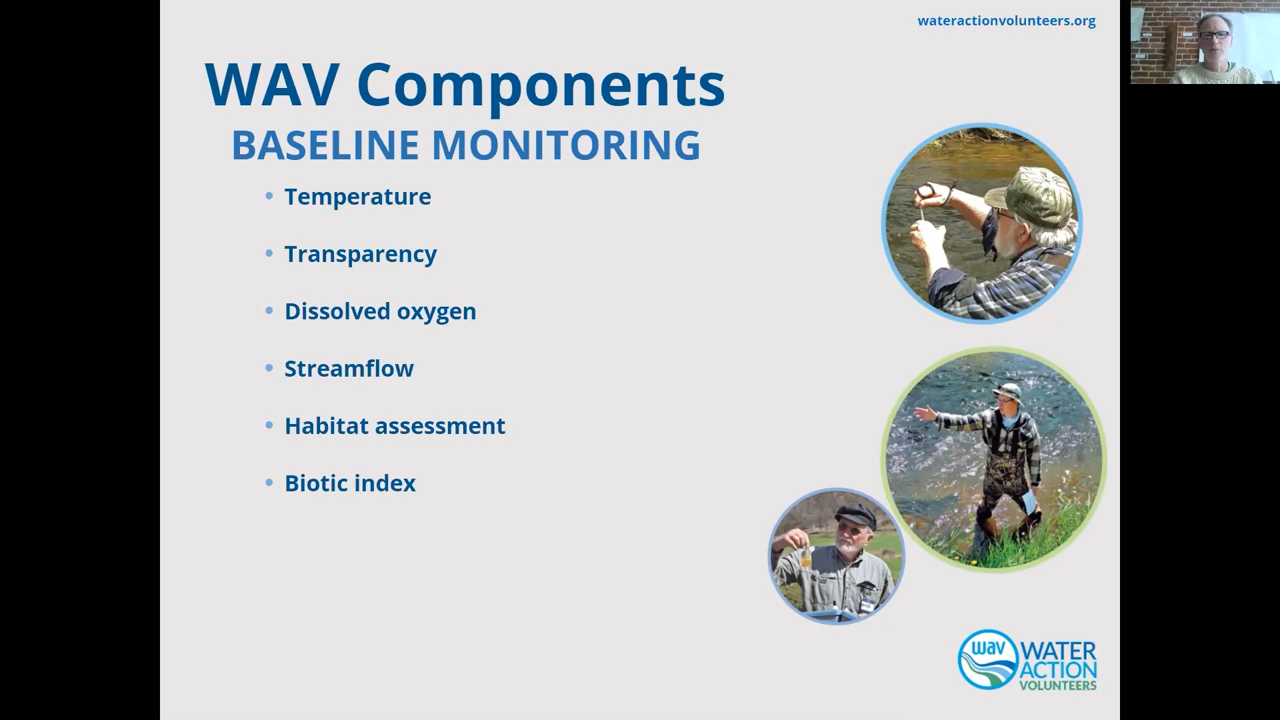 wateractionvolunteers.org
WAV Components
BASELINE MONITORING
• Temperature
• Transparency
• Dissolved oxygen
• Streamflow
• Habitat assessment
• Biotic index
wav WATER
ACTION
VOLUNTEERS